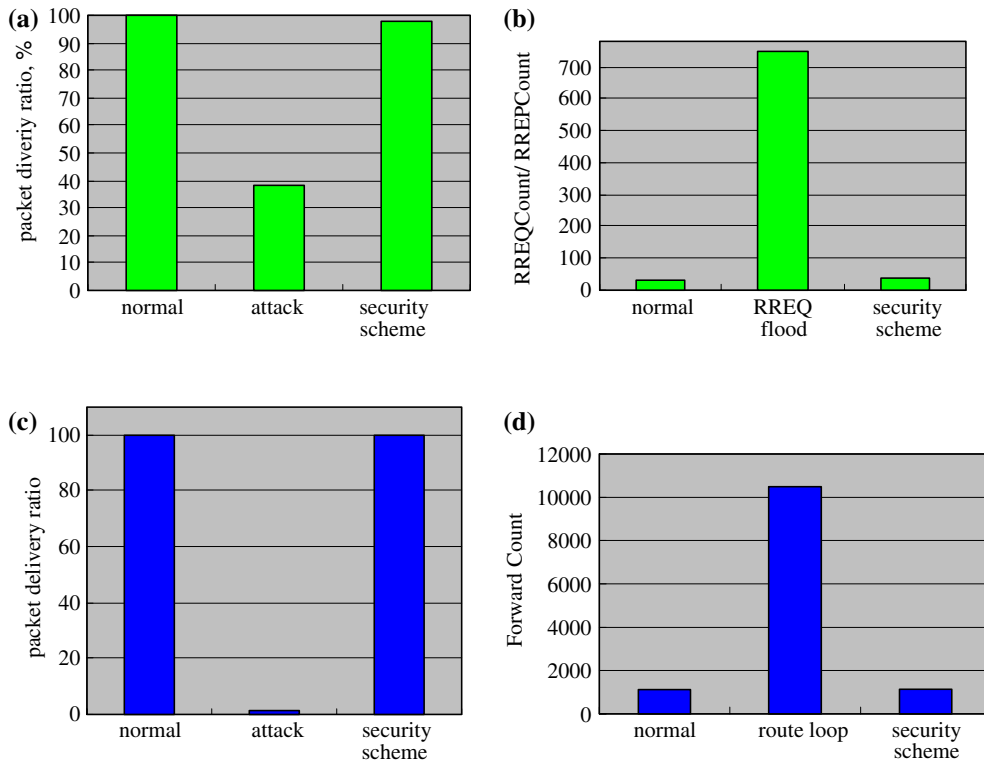 (a)
packet diveriy ratio, %
100
90
80
70
60
50
40
30
20
10
0
normal
attack
security
scheme
(b)
RREQCount/ RREPCount
700
600
500
400
300
200
100
0
normal
RREQ
flood
security
scheme
(c)
packet delivery ratio
100
80
60
40
20
0
normal
attack
security
scheme
(d)
Forward Count
12000
10000
8000
6000
4000
2000
0
normal
route loop
security
scheme